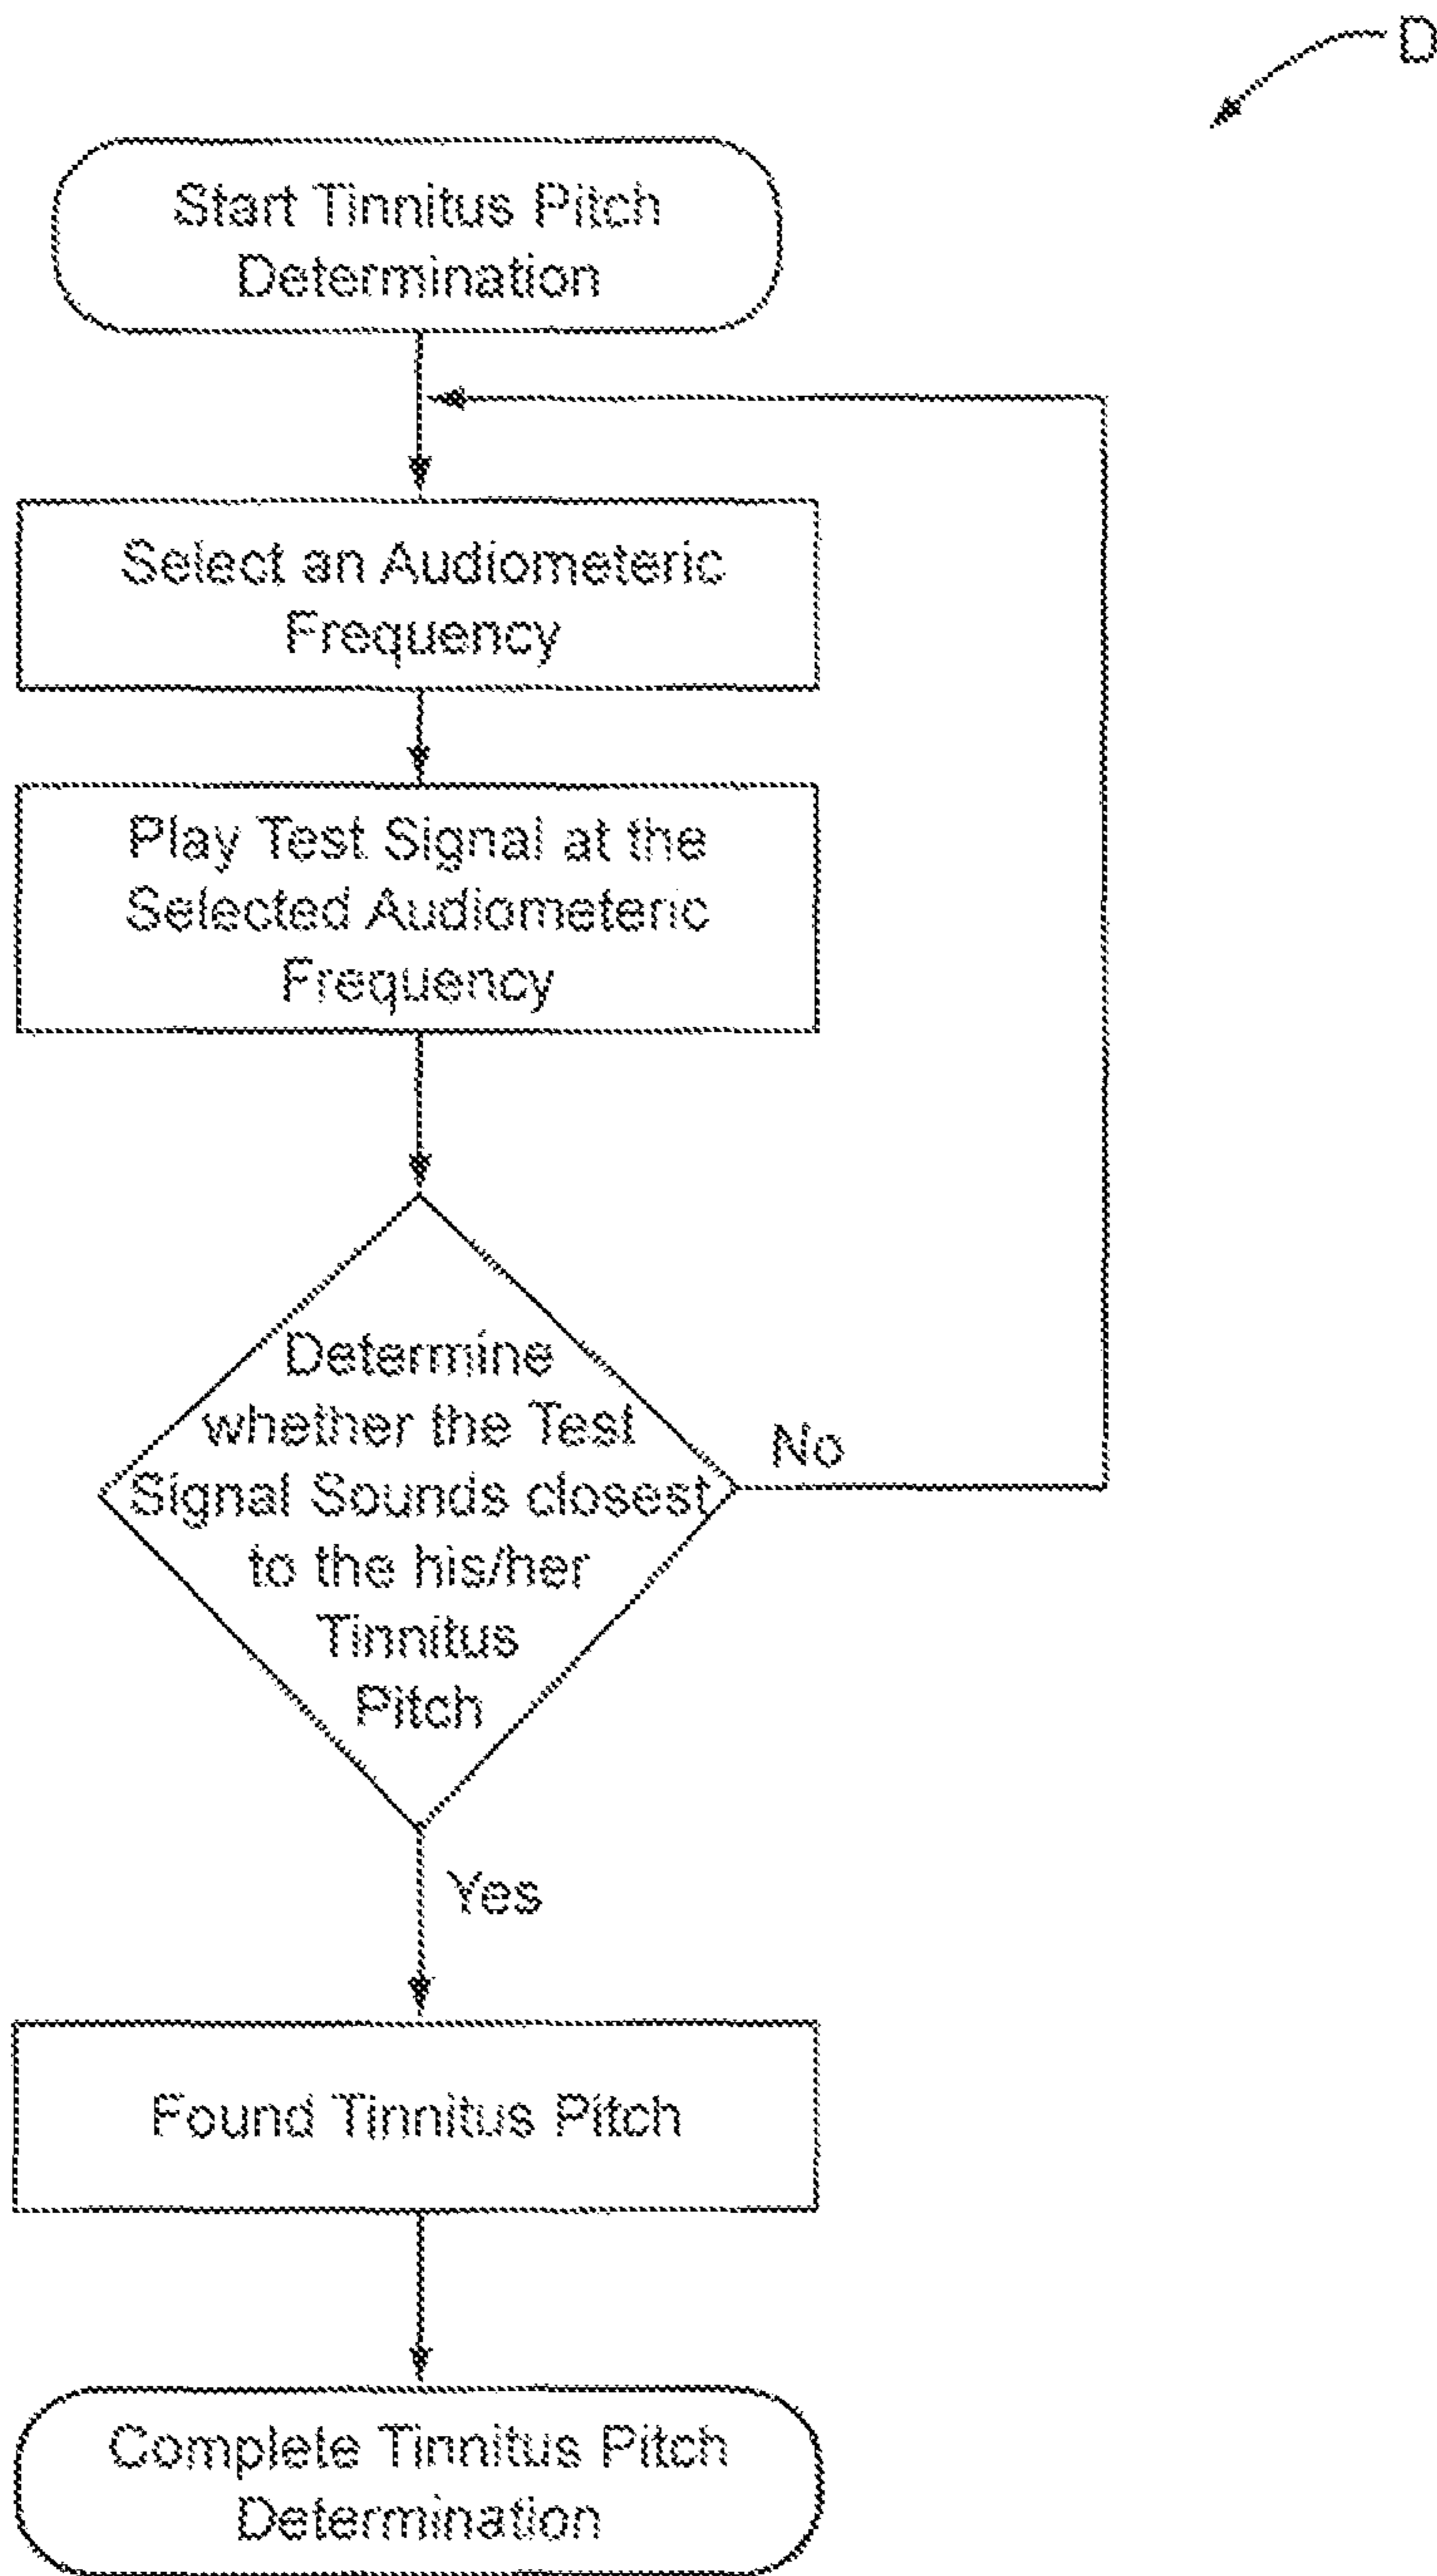 D
Start Tinnitus Pitch
Determination
Select an Audiometeric
Frequency
Play Test Signal at the
Selected Audiometeric
Frequency
Determine
whether the Test
Signal Sounds closest
to the his/her
Tinnitus
Pitch
No
Yes
Found Tinnitus Pitch
Complete Tinnitus Pitch
Determination